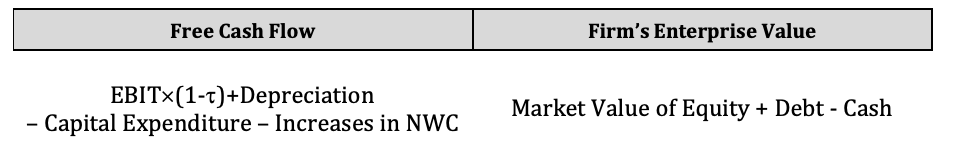 Free Cash Flow
Firm’s Enterprise Value
EBIT×(1-τ)+Depreciation
– Capital Expenditure – Increases in NWC
Market Value of Equity + Debt - Cash